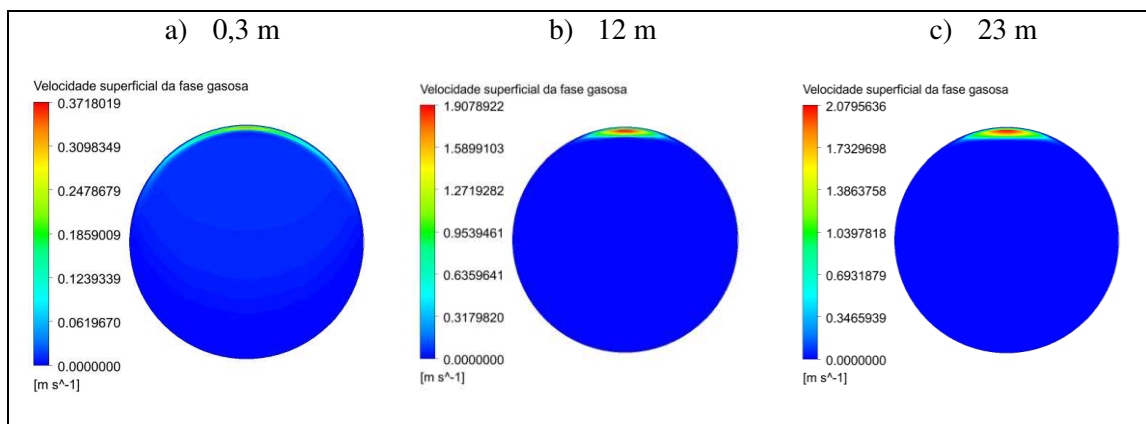 a) 0,3 m
b) 12 m
c) 23 m
Velocidade superficial da fase gasosa
0.3718019
0.3098349
0.2478679
0.1859009
0.1239339
0.0619670
0.0000000
[m s^-1]
Velocidade superficial da fase gasosa
1.9078922
1.5899103
1.2719282
0.9539461
0.6359641
0.3179820
0.0000000
[m s^-1]
Velocidade superficial da fase gasosa
2.0795636
1.7329698
1.3863758
1.0397818
0.6931879
0.3465939
0.0000000
[m s^-1]